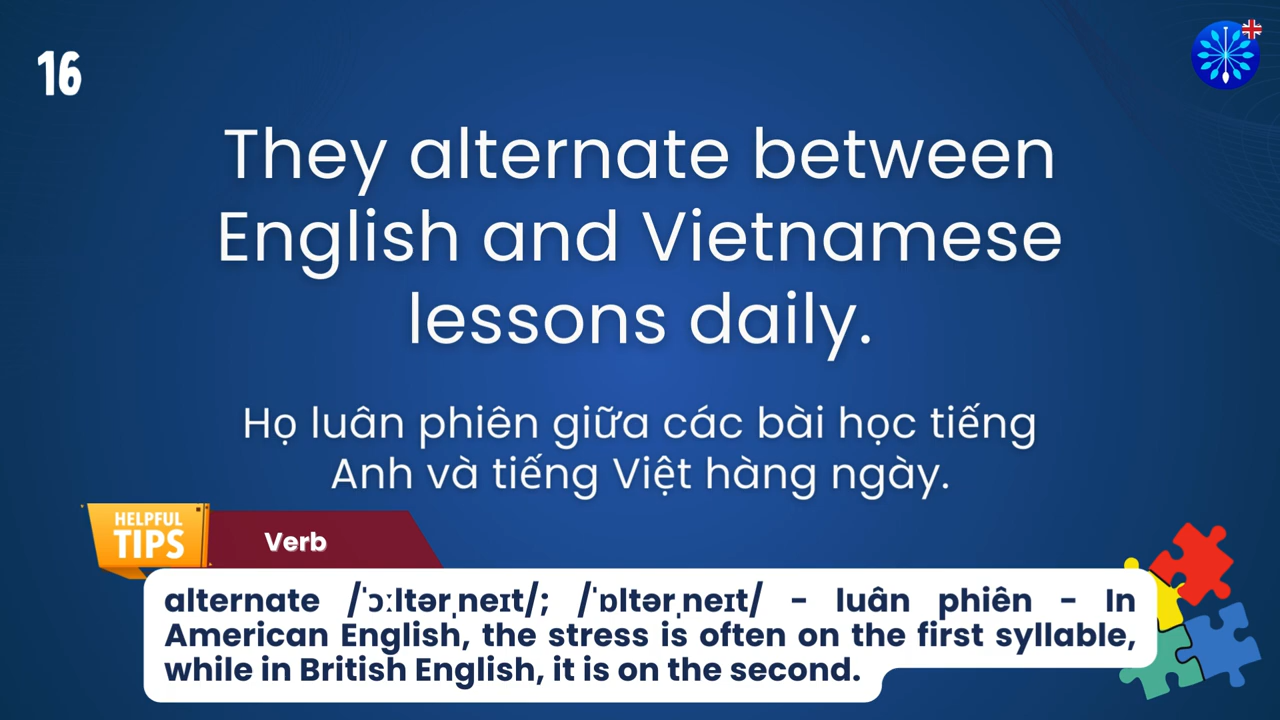 16
They alternate between
English and Vietnamese
lessons daily.
Họ luân phiên giữa các bài học tiếng
Anh và tiếng Việt hàng ngày.
HELPFUL
TIPS
Verb
alternate /ˈɔːltərˌneɪt/; /ˈɒltərˌneɪt/ - luân phiên - In
American English, the stress is often on the first syllable,
while in British English, it is on the second.